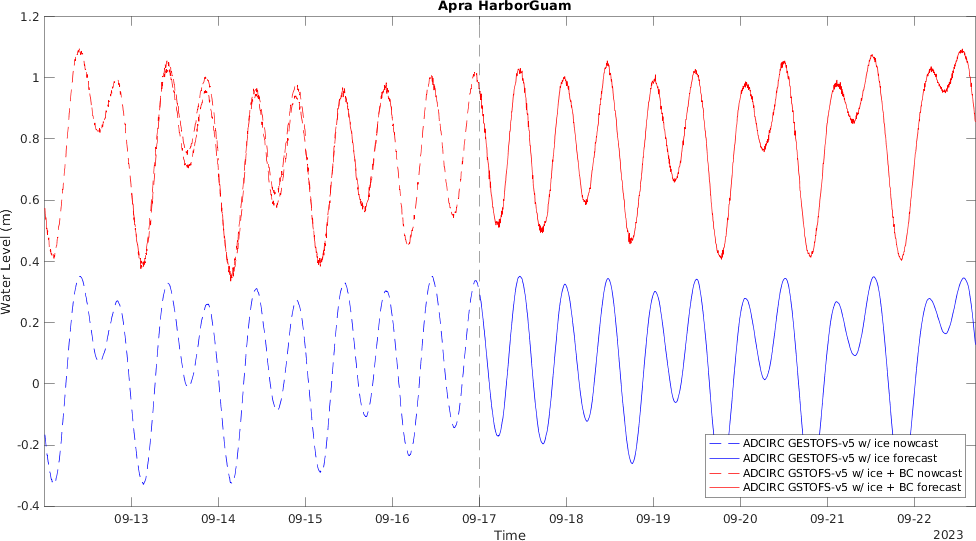 Apra HarborGuam
1.2
1
0.8
0.6
0.4
0.2
0
-0.2
-0.4
Water Level (m)
ADCIRC GESTOFS-v5 w/ ice nowcast
ADCIRC GESTOFS-v5 w/ ice forecast
ADCIRC GSTOFS-v5 w/ ice + BC nowcast
ADCIRC GSTOFS-v5 w/ ice + BC forecast
09-13 09-14 09-15 09-16 09-17 09-18 09-19 09-20 09-21 09-22
Time
2023